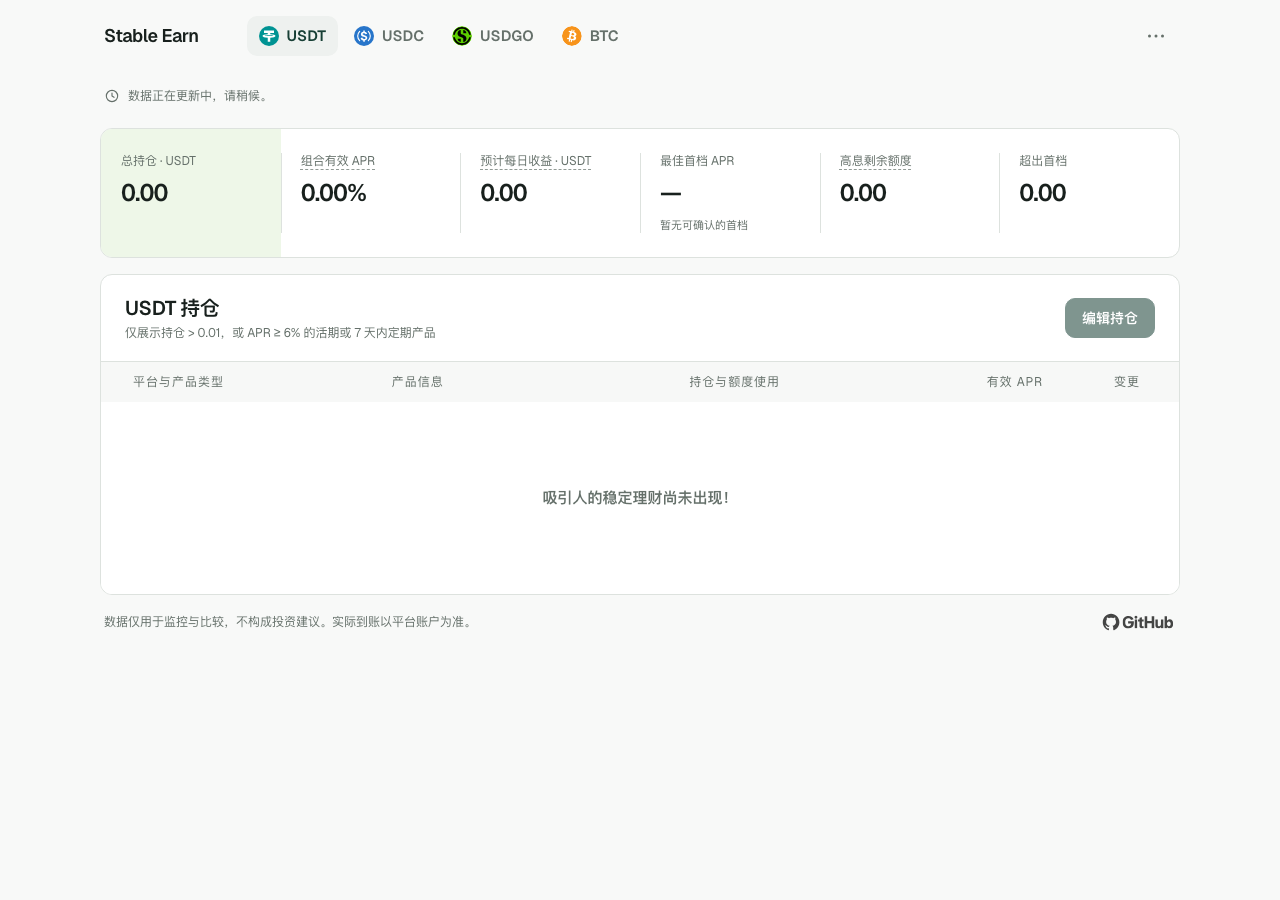 Stable Earn
USDT
USDC
USDGO
BTC
数据正在更新中，请稍候。
总持仓 · USDT
0.00
组合有效 APR
0.00%
预计每日收益 · USDT
0.00
最佳首档 APR
—
暂无可确认的首档
高息剩余额度
0.00
超出首档
0.00
USDT 持仓
仅展示持仓 > 0.01，或 APR ≥ 6% 的活期或 7 天内定期产品
编辑持仓
平台与产品类型
产品信息
持仓与额度使用
有效 APR
变更
吸引人的稳定理财尚未出现！
数据仅用于监控与比较，不构成投资建议。实际到账以平台账户为准。
GitHub